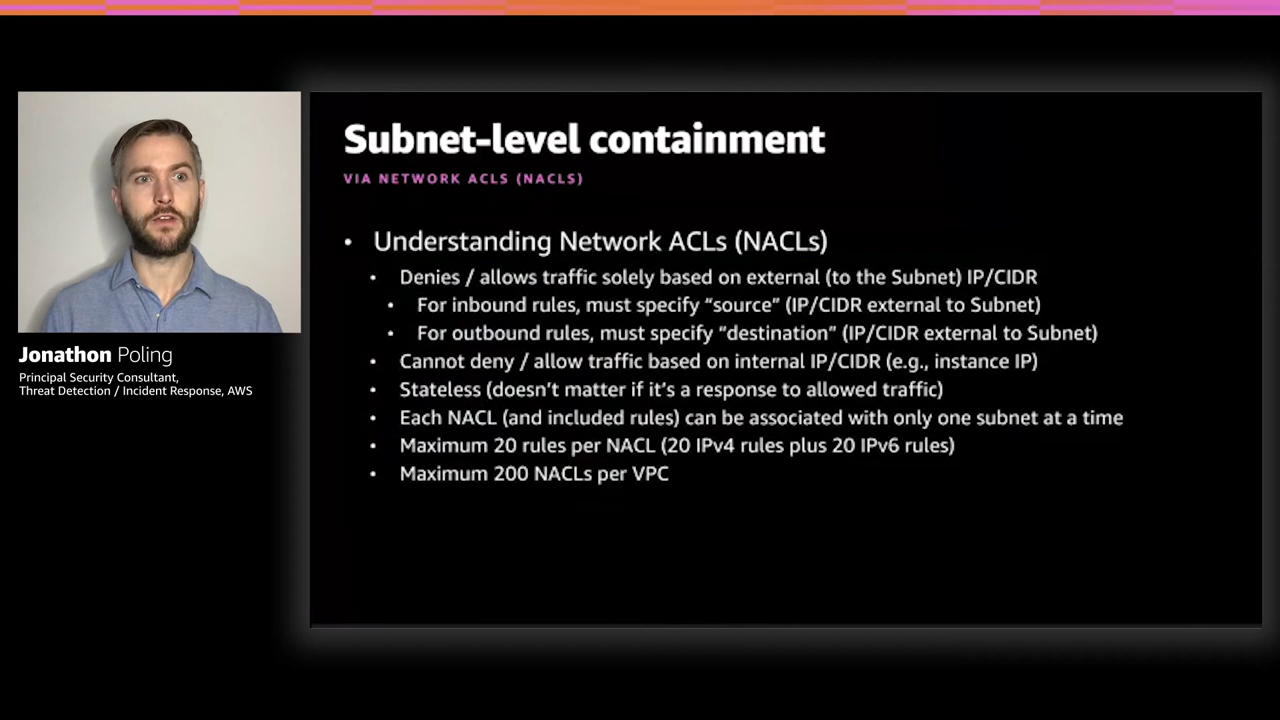 Subnet-level containment
VIA NETWORK ACLS (NACLS)
• Understanding Network ACLs (NACLs)
• Denies / allows traffic solely based on external (to the Subnet) IP/CIDR
• For inbound rules, must specify “source” (IP/CIDR external to Subnet)
• For outbound rules, must specify “destination” (IP/CIDR external to Subnet)
• Cannot deny / allow traffic based on internal IP/CIDR (e.g., instance IP)
• Stateless (doesn’t matter if it’s a response to allowed traffic)
• Each NACL (and included rules) can be associated with only one subnet at a time
• Maximum 20 rules per NACL (20 IPv4 rules plus 20 IPv6 rules)
• Maximum 200 NACLs per VPC
Jonathon Poling
Principal Security Consultant,
Threat Detection / Incident Response, AWS